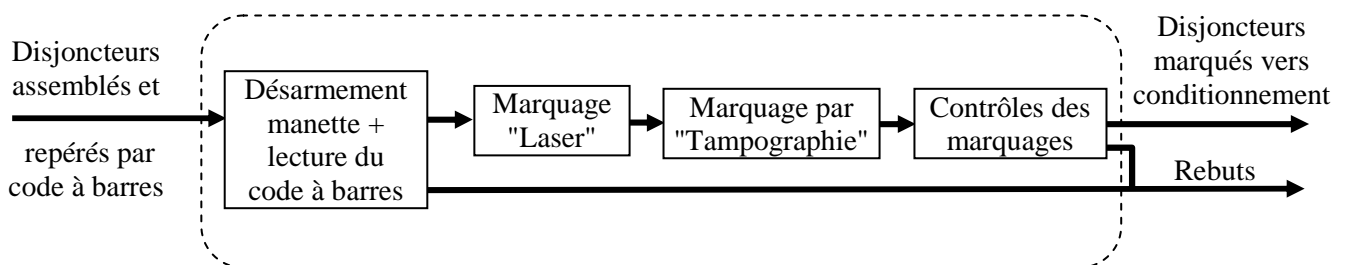 Disjoncteurs
assemblés et
repérés par
code à barres
Désarmement
manette +
lecture du
code à barres
Marquage
"Laser"
Marquage par
"Tampographie"
Contrôles des
marquages
Disjoncteurs
marqués vers
conditionnement
Rebuts